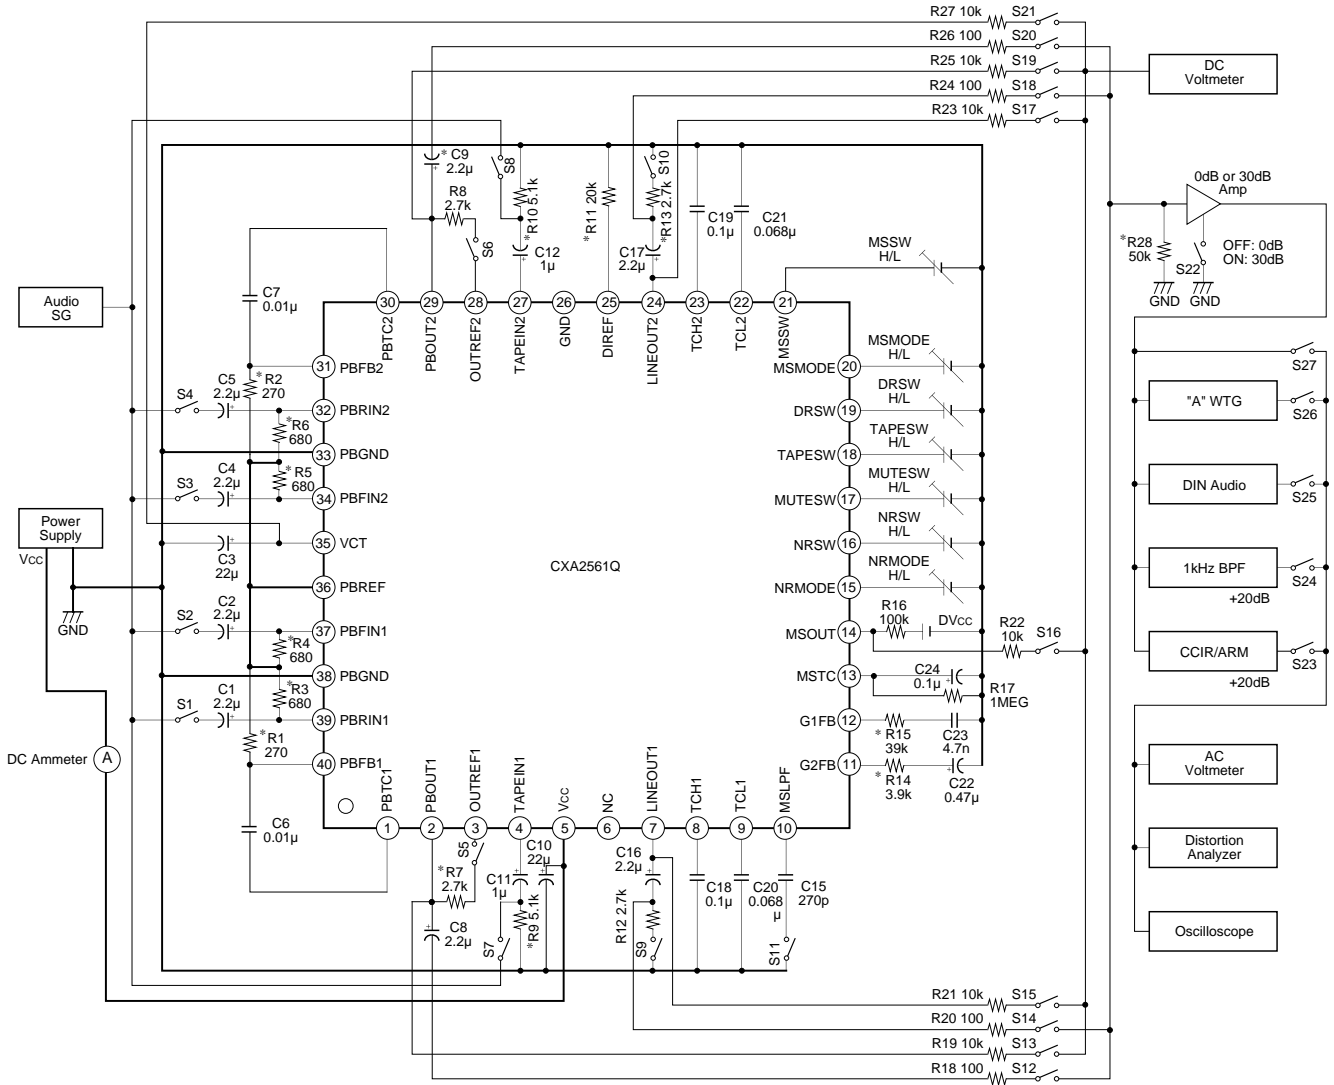 R27 10k S21
R26 100 S20
R25 10k S19
R24 100 S18
R23 10k S17
DC
Voltmeter
* C9
2.2μ
R8
2.7k
S6
S8
*R10 5.1k
C12
1μ
*R11 20k
S10
*R13 2.7k
C17
2.2μ
C19
0.1μ
C21
0.068μ
MSSW
H/L
0dB or 30dB
Amp
*R28
50k
S22
OFF: 0dB
ON: 30dB
GND
GND
Audio
SG
C7
0.01μ
30
29
28
27
26
25
24
23
22
21
PBTC2
PBOUT2
OUTREF2
TAPEIN2
GND
DIREF
LINEOUT2
TCH2
TCL2
MSSW
31 PBFB2
* R2
270
S4
C5
2.2μ
32 PBRIN2
*R6
680
33 PBGND
*R5
680
S3
C4
2.2μ
34 PBFIN2
35 VCT
C3
22μ
36 PBREF
S2
C2
2.2μ
37 PBFIN1
*R4
680
38 PBGND
*R3
680
S1
C1
2.2μ
39 PBRIN1
*R1
270
40 PBFB1
Power
Supply
Vcc
GND
DC Ammeter A
CXA2561Q
MSMODE
H/L
MSMODE 20
DRSW
H/L
DRSW 19
TAPESW
H/L
TAPESW 18
MUTESW
H/L
MUTESW 17
NRSW
H/L
NRSW 16
NRMODE
H/L
NRMODE 15
R16
100k
DVcc
MSOUT 14
R22
10k
S16
MSTC 13
C24
0.1μ
R17
1MEG
G1FB 12
*
R15
39k
C23
4.7n
G2FB 11
*
R14
3.9k
C22
0.47μ
S27
"A" WTG
S26
DIN Audio
S25
1kHz BPF
S24
+20dB
CCIR/ARM
S23
+20dB
AC
Voltmeter
Distortion
Analyzer
Oscilloscope
PBTC1
PBOUT1
OUTREF1
TAPEIN1
Vcc
NC
LINEOUT1
TCH1
TCL1
MSLPF
1
2
3
4
5
6
7
8
9
10
C6
0.01μ
S5
* R7
2.7k
C8
2.2μ
C11
1μ
S7
*R9 5.1k
C10
22μ
C16
2.2μ
R12 2.7k
S9
C18
0.1μ
C20
0.068
μ
C15
270p
S11
R21 10k S15
R20 100 S14
R19 10k S13
R18 100 S12